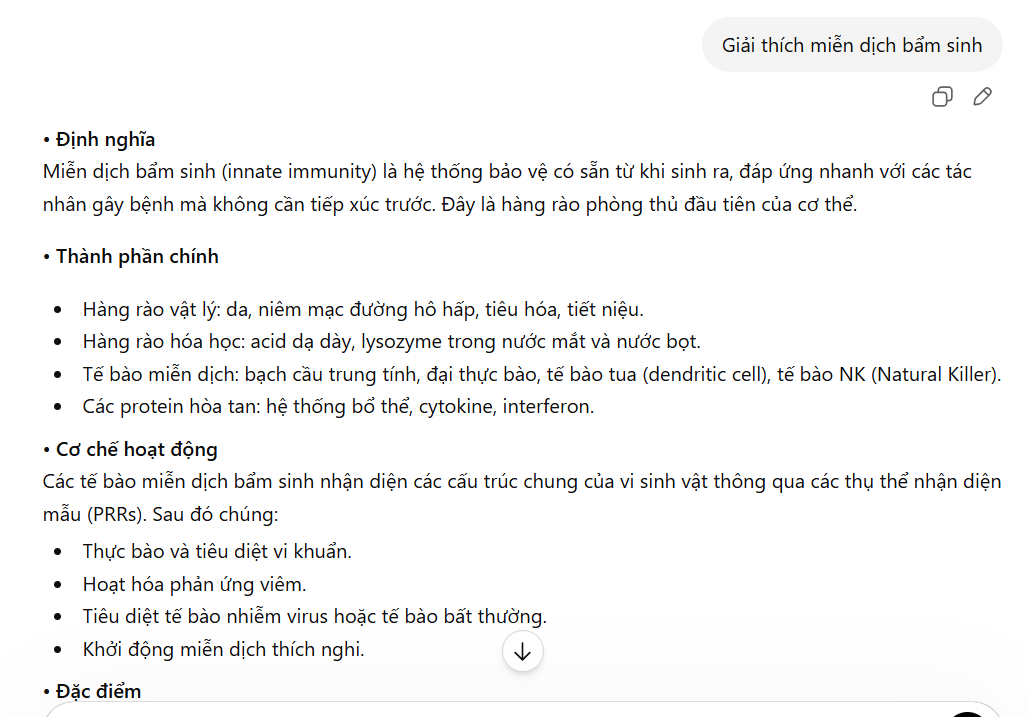 Giải thích miễn dịch bẩm sinh
• Định nghĩa
Miễn dịch bẩm sinh (innate immunity) là hệ thống bảo vệ có sẵn từ khi sinh ra, đáp ứng nhanh với các tác
nhân gây bệnh mà không cần tiếp xúc trước. Đây là hàng rào phòng thủ đầu tiên của cơ thể.
• Thành phần chính
• Hàng rào vật lý: da, niêm mạc đường hô hấp, tiêu hóa, tiết niệu.
• Hàng rào hóa học: acid dạ dày, lysozyme trong nước mắt và nước bọt.
• Tế bào miễn dịch: bạch cầu trung tính, đại thực bào, tế bào tua (dendritic cell), tế bào NK (Natural Killer).
• Các protein hòa tan: hệ thống bổ thể, cytokine, interferon.
• Cơ chế hoạt động
Các tế bào miễn dịch bẩm sinh nhận diện các cấu trúc chung của vi sinh vật thông qua các thụ thể nhận diện
mẫu (PRRs). Sau đó chúng:
• Thực bào và tiêu diệt vi khuẩn.
• Hoạt hóa phản ứng viêm.
• Tiêu diệt tế bào nhiễm virus hoặc tế bào bất thường.
• Khởi động miễn dịch thích nghi.
• Đặc điểm